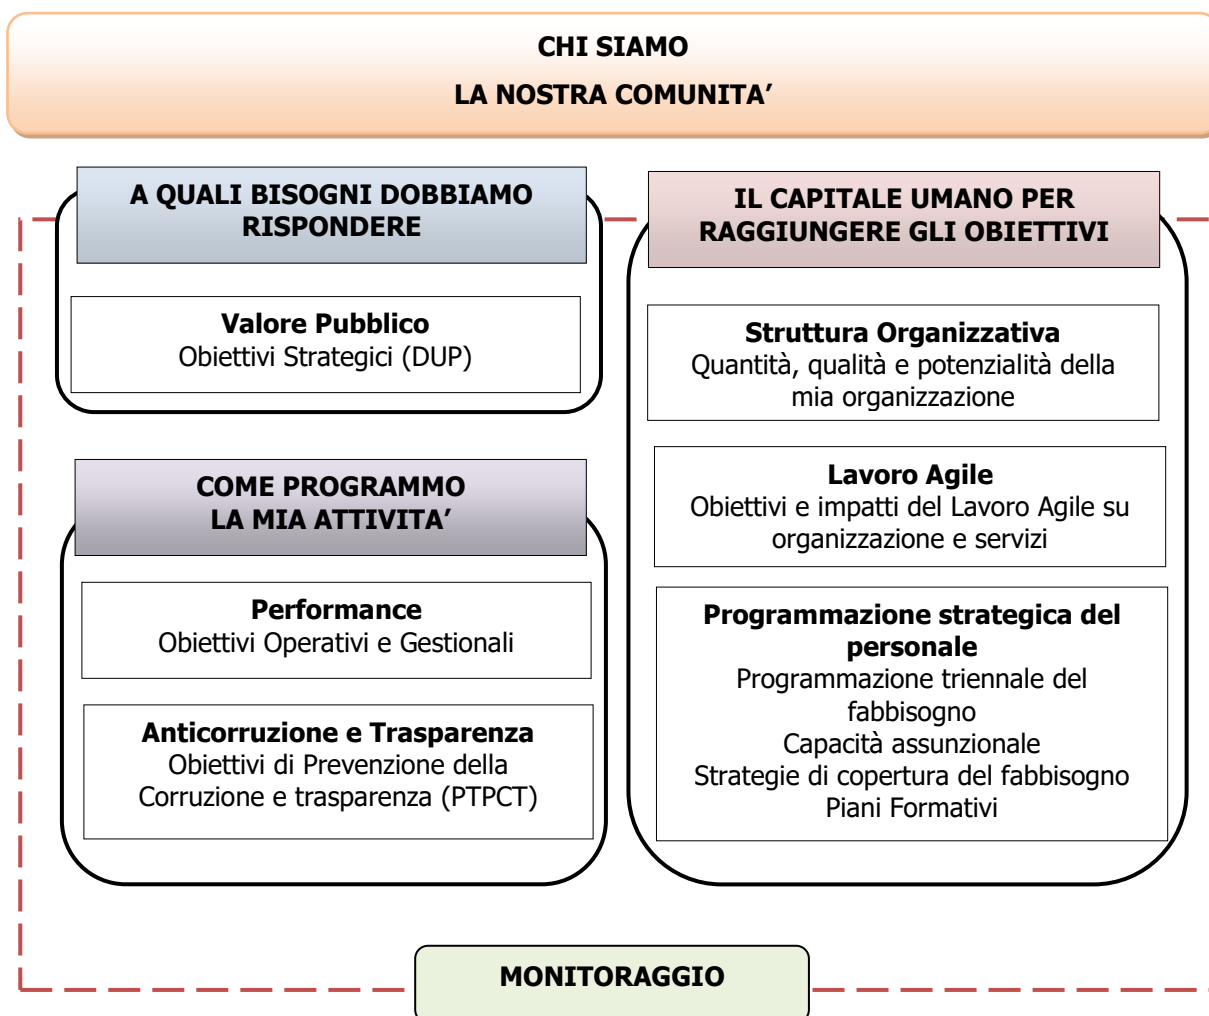 CHI SIAMO
LA NOSTRA COMUNITA’
A QUALI BISOGNI DOBBIAMO
RISPONDERE
Valore Pubblico
Obiettivi Strategici (DUP)
COME PROGRAMMO
LA MIA ATTIVITA’
Performance
Obiettivi Operativi e Gestionali
Anticorruzione e Trasparenza
Obiettivi di Prevenzione della
Corruzione e trasparenza (PTPCT)
IL CAPITALE UMANO PER
RAGGIUNGERE GLI OBIETTIVI
Struttura Organizzativa
Quantità, qualità e potenzialità della
mia organizzazione
Lavoro Agile
Obiettivi e impatti del Lavoro Agile su
organizzazione e servizi
Programmazione strategica del
personale
Programmazione triennale del
fabbisogno
Capacità assunzionale
Strategie di copertura del fabbisogno
Piani Formativi
MONITORAGGIO